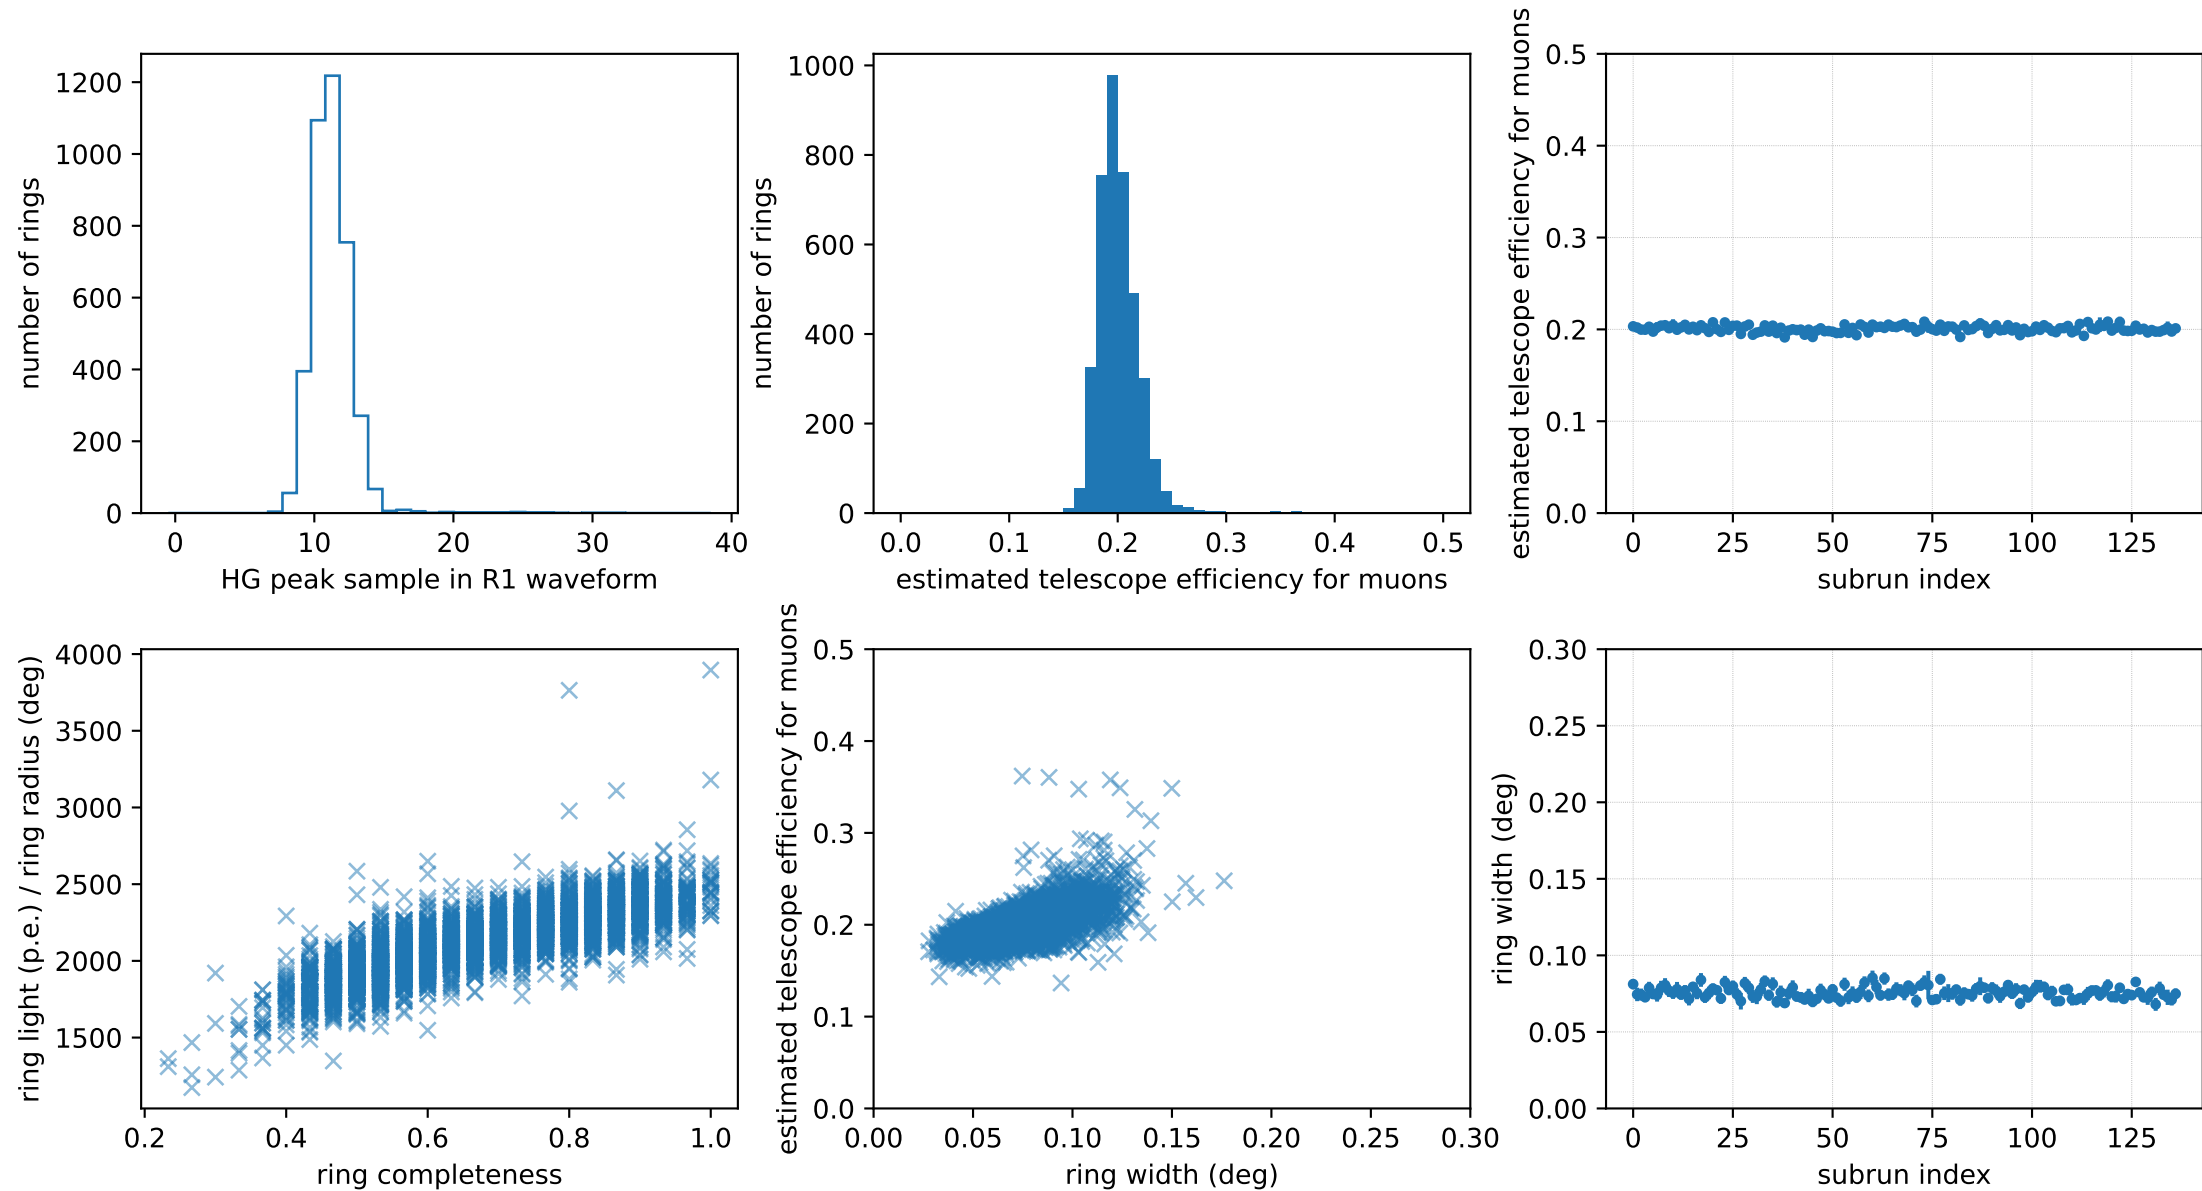 1200
1000
800
600
400
200
0
number of rings
0 10 20 30 40
HG peak sample in R1 waveform
1000
800
600
400
200
0
number of rings
0.0 0.1 0.2 0.3 0.4 0.5
estimated telescope efficiency for muons
0.5
0.4
0.3
0.2
0.1
0.0
estimated telescope efficiency for muons
0 25 50 75 100 125
subrun index
4000
3500
3000
2500
2000
1500
ring light (p.e.) / ring radius (deg)
0.2 0.4 0.6 0.8 1.0
ring completeness
0.5
0.4
0.3
0.2
0.1
0.0
estimated telescope efficiency for muons
0.00 0.05 0.10 0.15 0.20 0.25 0.30
ring width (deg)
0.30
0.25
0.20
0.15
0.10
0.05
0.00
ring width (deg)
0 25 50 75 100 125
subrun index